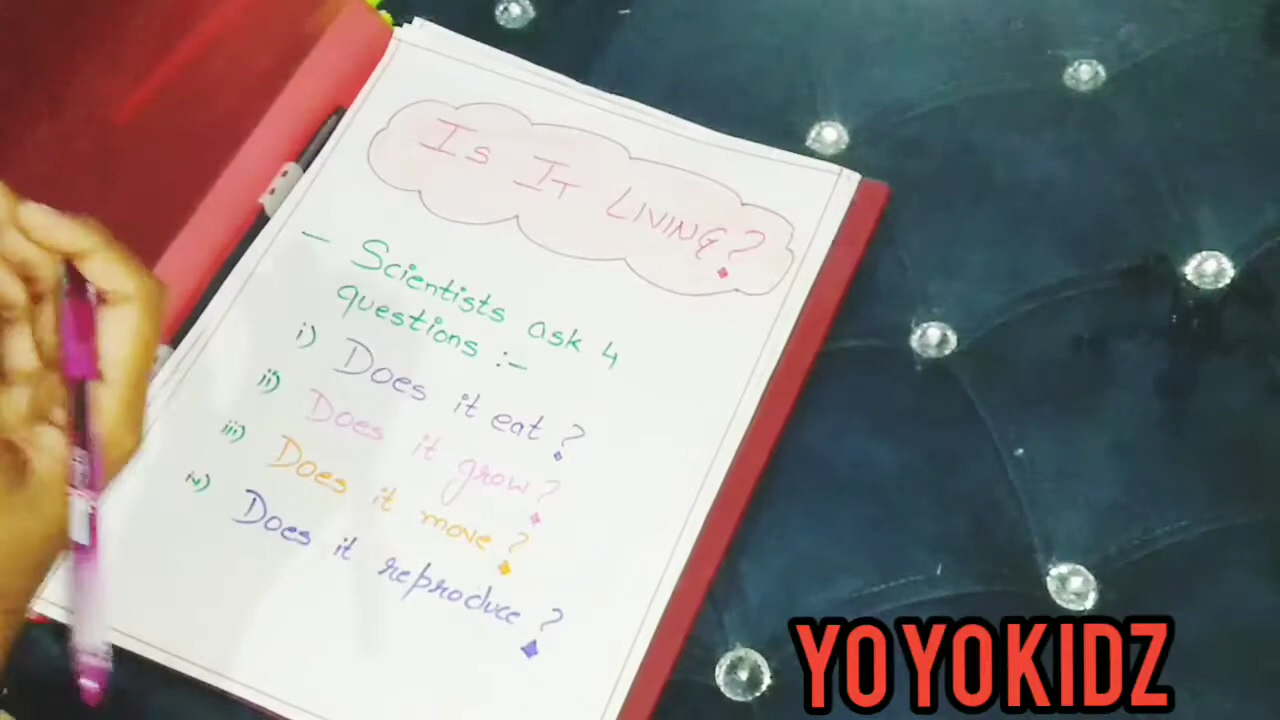 Is It LIVING?
- Scientists ask 4
questions :-
i) Does it eat ?
ii) Does it grow ?
iii) Does it move ?
iv) Does it reproduce ?
YOYOKIDZ